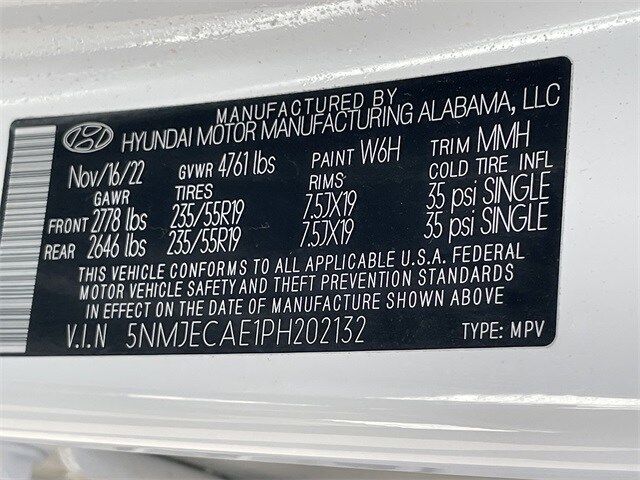 MANUFACTURED BY
HYUNDAI MOTOR MANUFACTURING ALABAMA, LLC
Nov/16/22 GVWR 4761 lbs PAINT W6H TRIM MMH
GAWR TIRES RIMS COLD TIRE INFL
FRONT 2778 lbs 235/55R19 7.5JX19 35 psi SINGLE
REAR 2646 lbs 235/55R19 7.5JX19 35 psi SINGLE
THIS VEHICLE CONFORMS TO ALL APPLICABLE U.S.A. FEDERAL
MOTOR VEHICLE SAFETY AND THEFT PREVENTION STANDARDS
IN EFFECT ON THE DATE OF MANUFACTURE SHOWN ABOVE
V.I.N 5NMJECAE1PH202132 TYPE: MPV